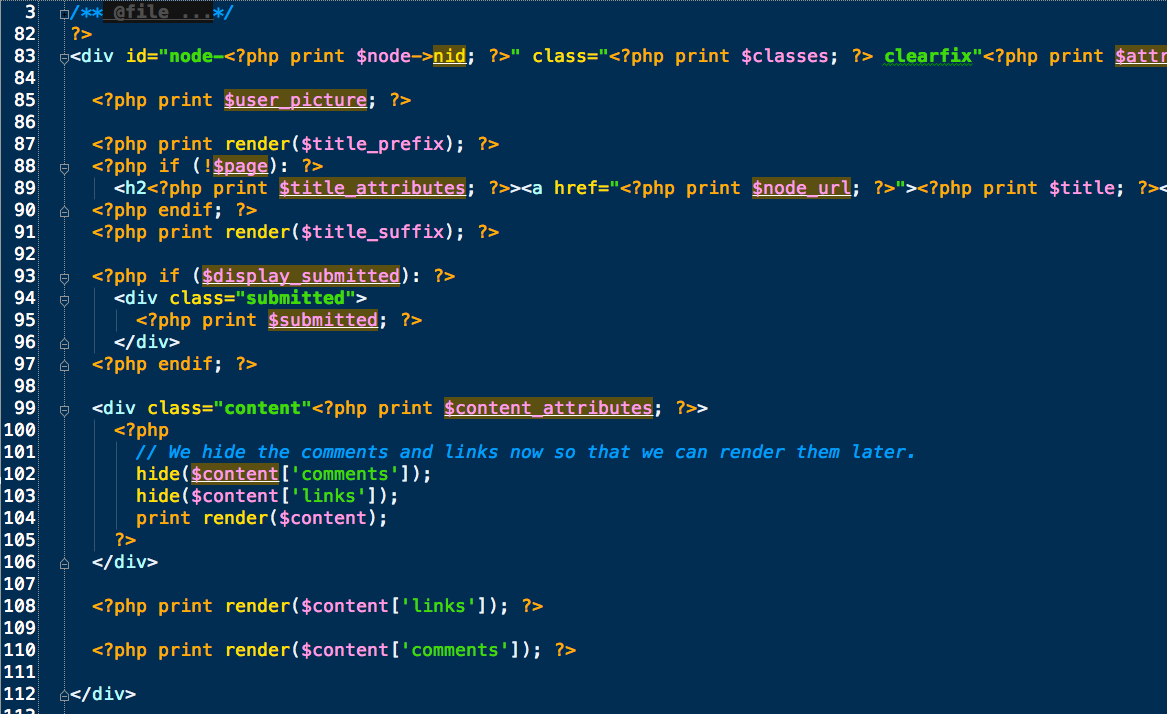 3 /** @file ...*/
82 ?>
83 <div id="node-<?php print $node->nid; ?>" class="<?php print $classes; ?> clearfix"<?php print $attr
84
85 <?php print $user_picture; ?>
86
87 <?php print render($title_prefix); ?>
88 <?php if (!$page): ?>
89 <h2<?php print $title_attributes; ?>><a href="<?php print $node_url; ?>"><?php print $title; ?><
90 <?php endif; ?>
91 <?php print render($title_suffix); ?>
92
93 <?php if ($display_submitted): ?>
94 <div class="submitted">
95 <?php print $submitted; ?>
96 </div>
97 <?php endif; ?>
98
99 <div class="content"<?php print $content_attributes; ?>>
100 <?php
101 // We hide the comments and links now so that we can render them later.
102 hide($content['comments']);
103 hide($content['links']);
104 print render($content);
105 ?>
106 </div>
107
108 <?php print render($content['links']); ?>
109
110 <?php print render($content['comments']); ?>
111
112 </div>